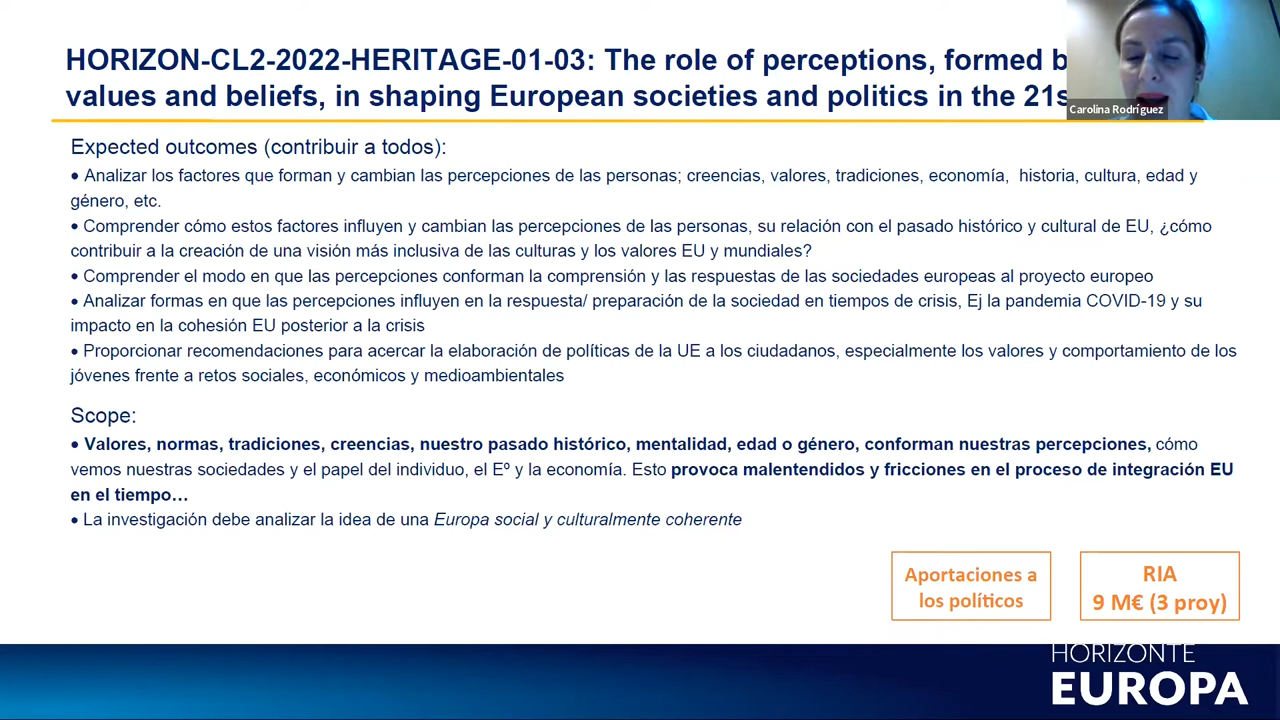 HORIZON-CL2-2022-HERITAGE-01-03: The role of perceptions, formed
values and beliefs, in shaping European societies and politics in the
Carolina Rodríguez
Expected outcomes (contribuir a todos):
• Analizar los factores que forman y cambian las percepciones de las personas; creencias, valores, tradiciones, economía, historia, cultura, edad y
género, etc.
• Comprender cómo estos factores influyen y cambian las percepciones de las personas, su relación con el pasado histórico y cultural de EU, ¿cómo
contribuir a la creación de una visión más inclusiva de las culturas y los valores EU y mundiales?
• Comprender el modo en que las percepciones conforman la comprensión y las respuestas de las sociedades europeas al proyecto europeo
• Analizar formas en que las percepciones influyen en la respuesta/ preparación de la sociedad en tiempos de crisis, Ej la pandemia COVID-19 y su
impacto en la cohesión EU posterior a la crisis
• Proporcionar recomendaciones para acercar la elaboración de políticas de la UE a los ciudadanos, especialmente los valores y comportamiento de los
jóvenes frente a retos sociales, económicos y medioambientales
Scope:
• Valores, normas, tradiciones, creencias, nuestro pasado histórico, mentalidad, edad o género, conforman nuestras percepciones, cómo
vemos nuestras sociedades y el papel del individuo, el Eº y la economía. Esto provoca malentendidos y fricciones en el proceso de integración EU
en el tiempo…
• La investigación debe analizar la idea de una Europa social y culturalmente coherente
Aportaciones a
los políticos
RIA
9 M€ (3 proy)
HORIZONTE
EUROPA